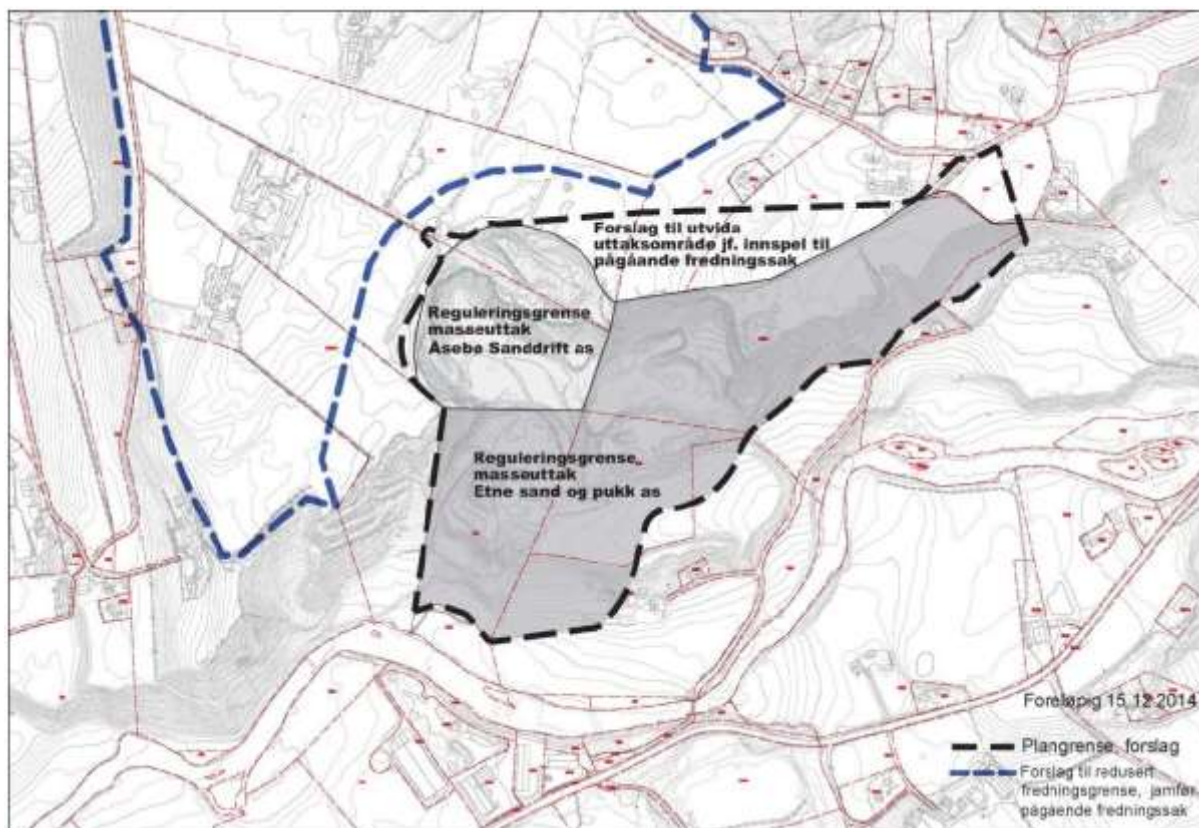 Forslag til utvida
uttaksområde jf. innspel til
pågåande fredningssak
Reguleringsgrense
masseuttak
Åsebø Sanddrift as
Reguleringsgrense
masseuttak
Etne sand og pukk as
Foreløpig 15.12.2014
Plangrense, forslag
Forslag til redusert
fredningsgrense, jamfør.
pågaende fredningssak